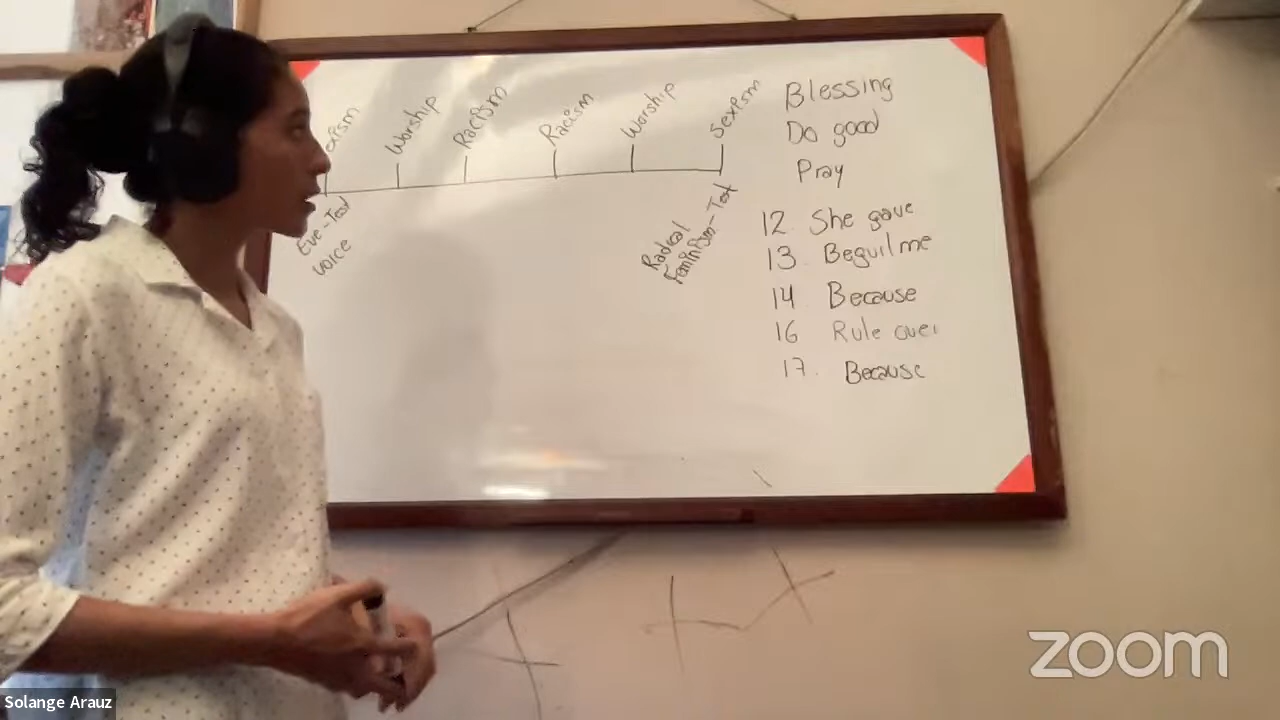 exism
Worship
Racism
Racism
Worship
Sexism
Eve - Text
voice
Radical
Feminism - Text
Blessing
Do good
Pray
12. She gave
13. Beguil me
14 Because
16 Rule over
17. Because
zoom
Solange Arauz